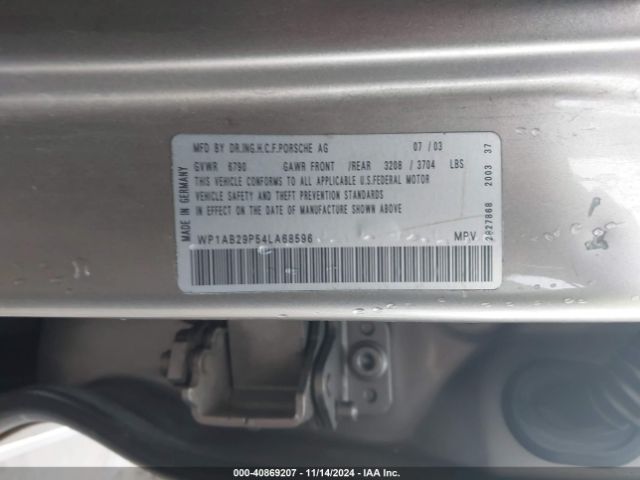 MFD BY DR.ING.H.C.F.PORSCHE AG 07 / 03
GVWR 6790 GAWR FRONT /REAR 3208 / 3704 LBS
THIS VEHICLE CONFORMS TO ALL APPLICABLE U.S.FEDERAL MOTOR
VEHICLE SAFETY AND THEFT PREVENTION STANDARDS
IN EFFECT ON THE DATE OF MANUFACTURE SHOWN ABOVE
WP1AB29P54LA68596 MPV
MADE IN GERMANY
2827868 2003 37
000-40869207 - 11/14/2024 - IAA Inc.